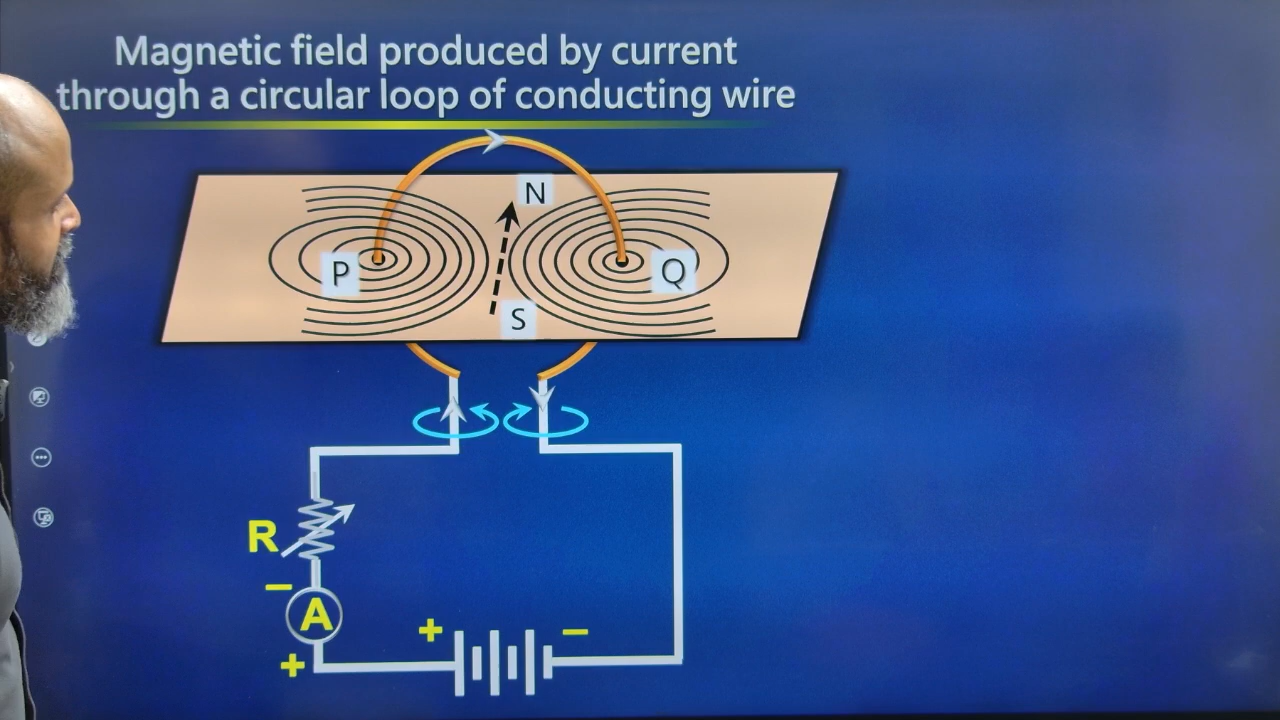 Magnetic field produced by current
through a circular loop of conducting wire
N
P
Q
S
R
−
A
+
+
−